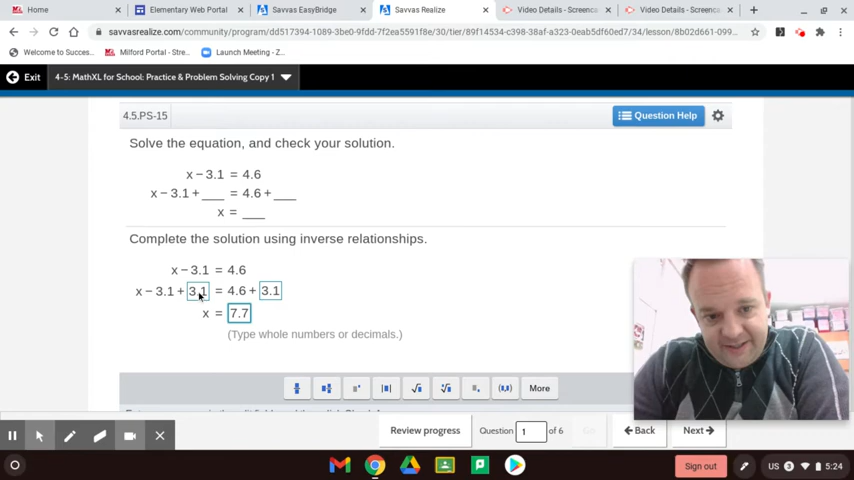 Home
Elementary Web Portal
Savvas EasyBridge
Savvas Realize
Video Details - Screenc
Video Details - Screenc
savvasrealize.com/community/program/dd517394-1089-3be0-9fdd-7f2ea5591f8e/30/tier/8f14534c-c398-38af-a323-0eab5df60ed7/34/lesson/8b02d661-099...
Welcome to Succes...
Milford Portal - Stre...
Launch Meeting - Z...
Exit
4-5: MathXL for School: Practice & Problem Solving Copy 1
4.5.PS-15
Question Help
Solve the equation, and check your solution.
x − 3.1 = 4.6
x − 3.1 + ___ = 4.6 + ___
x = ___
Complete the solution using inverse relationships.
x − 3.1 = 4.6
x − 3.1 + 3.1 = 4.6 + 3.1
x = 7.7
(Type whole numbers or decimals.)
More
Review progress
Question 1 of 6
Go
Back
Next
Sign out
US
3
5:24